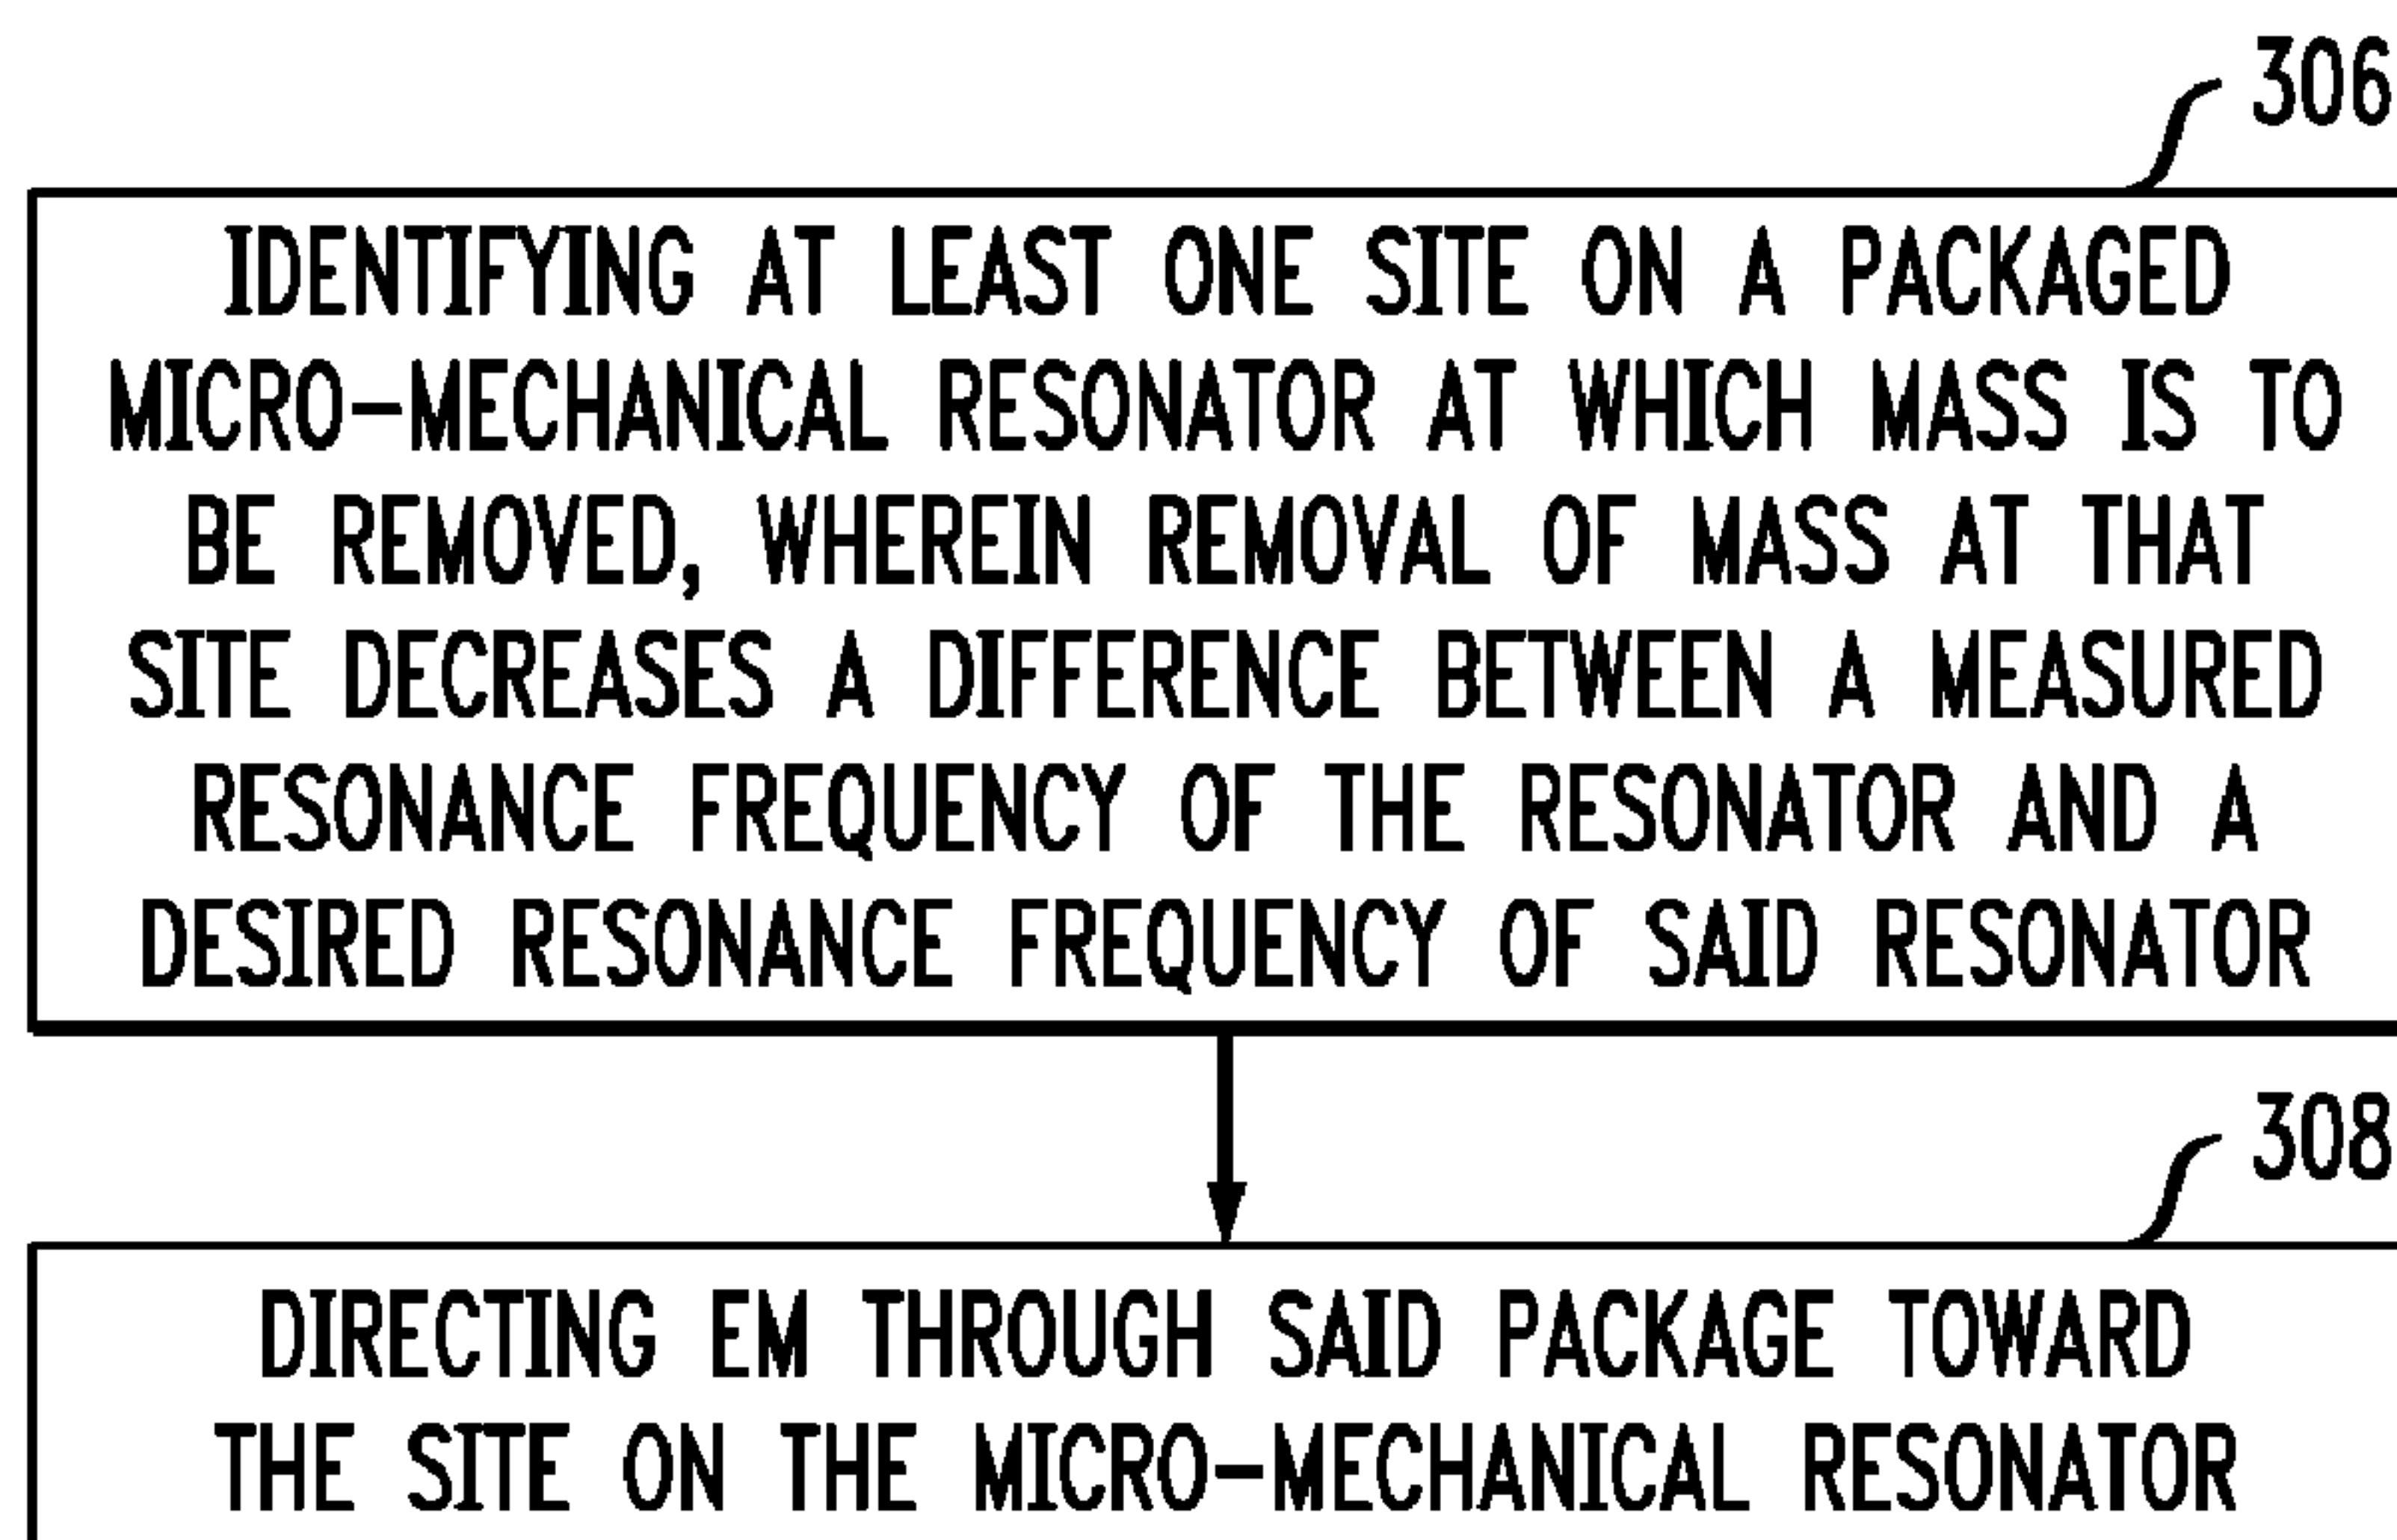 306
IDENTIFYING AT LEAST ONE SITE ON A PACKAGED
MICRO-MECHANICAL RESONATOR AT WHICH MASS IS TO
BE REMOVED, WHEREIN REMOVAL OF MASS AT THAT
SITE DECREASES A DIFFERENCE BETWEEN A MEASURED
RESONANCE FREQUENCY OF THE RESONATOR AND A
DESIRED RESONANCE FREQUENCY OF SAID RESONATOR
308
DIRECTING EM THROUGH SAID PACKAGE TOWARD
THE SITE ON THE MICRO-MECHANICAL RESONATOR